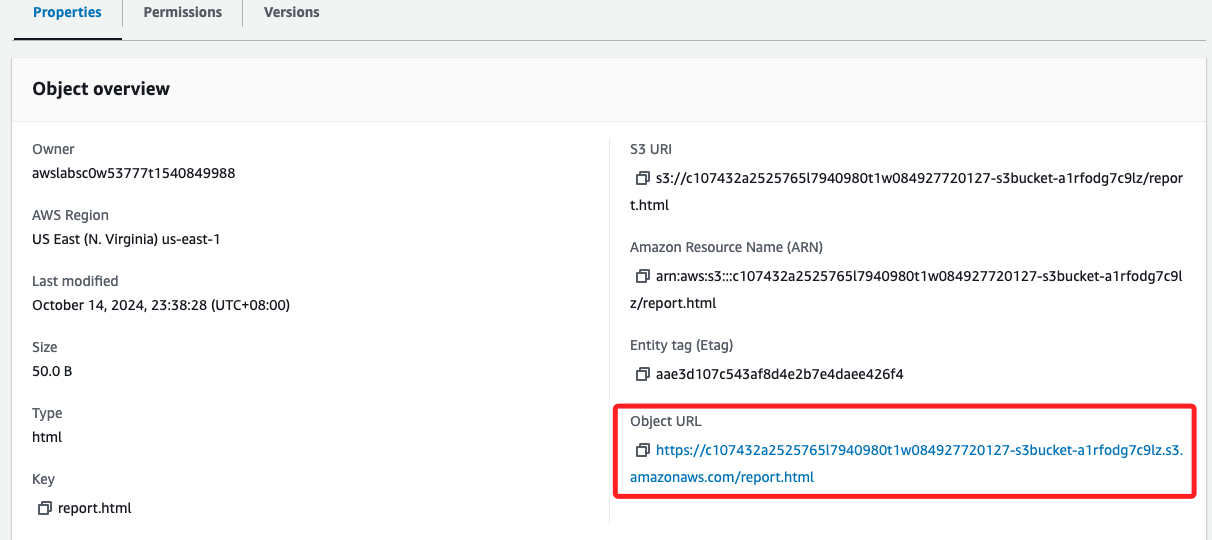 Properties
Permissions
Versions
Object overview
Owner
awslabsc0w53777t1540849988
AWS Region
US East (N. Virginia) us-east-1
Last modified
October 14, 2024, 23:38:28 (UTC+08:00)
Size
50.0 B
Type
html
Key
report.html
S3 URI
s3://c107432a2525765l7940980t1w084927720127-s3bucket-a1rfodg7c9lz/repor
t.html
Amazon Resource Name (ARN)
arn:aws:s3:::c107432a2525765l7940980t1w084927720127-s3bucket-a1rfodg7c9l
z/report.html
Entity tag (Etag)
aae3d107c543af8d4e2b7e4daee426f4
Object URL
https://c107432a2525765l7940980t1w084927720127-s3bucket-a1rfodg7c9lz.s3.
amazonaws.com/report.html